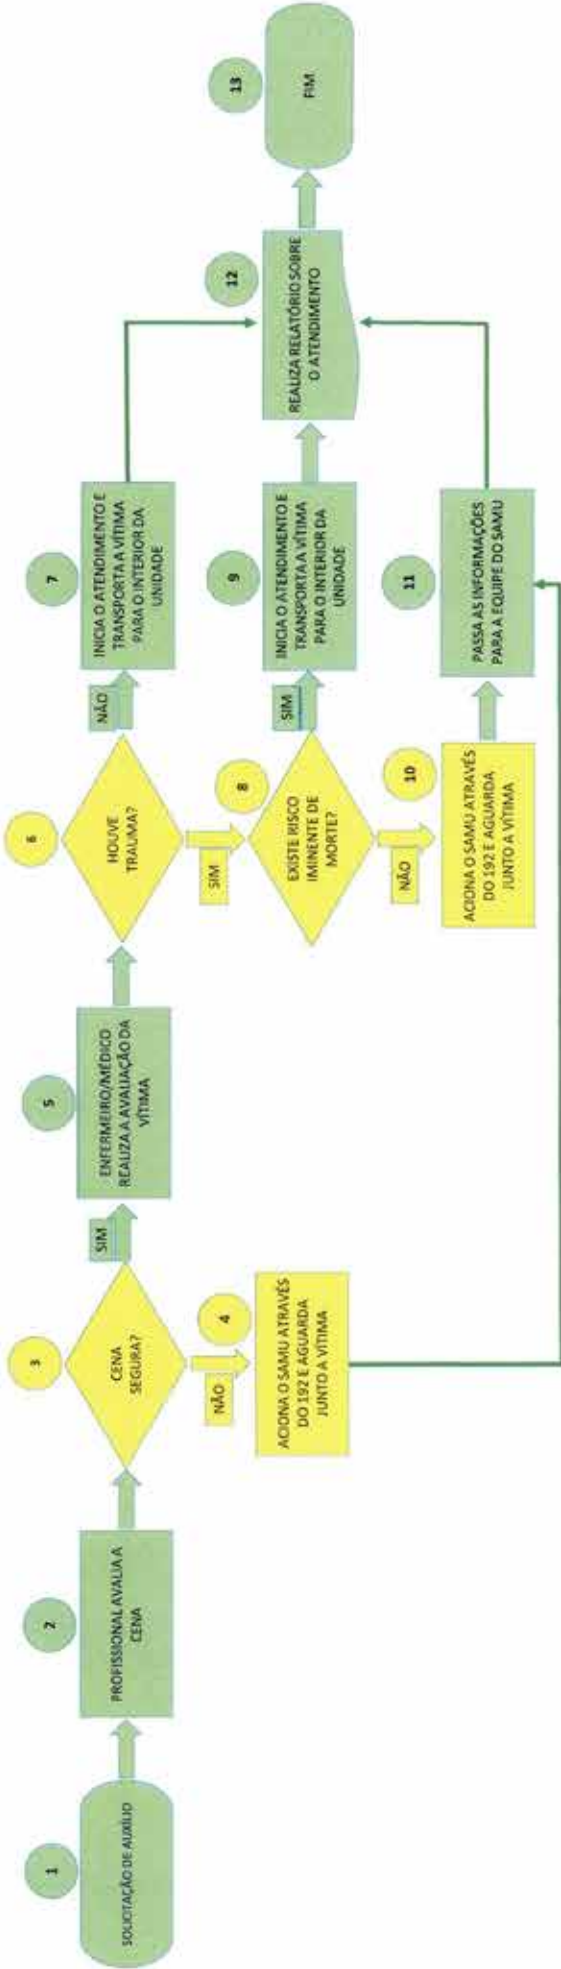 1
SOLICITAÇÃO DE AUXÍLIO
2
PROFISSIONAL AVALIA A
CENA
3
CENA
SEGURA?
SIM
NÃO
4
ACIONA O SAMU ATRAVÉS
DO 192 E AGUARDA
JUNTO A VÍTIMA
5
ENFERMEIRO/MÉDICO
REALIZA A AVALIAÇÃO DA
VÍTIMA
6
HOUVE
TRAUMA?
NÃO
SIM
7
INICIA O ATENDIMENTO E
TRANSPORTA A VÍTIMA
PARA O INTERIOR DA
UNIDADE
8
EXISTE RISCO
IMINENTE DE
MORTE?
SIM
NÃO
9
INICIA O ATENDIMENTO E
TRANSPORTA A VÍTIMA
PARA O INTERIOR DA
UNIDADE
10
ACIONA O SAMU ATRAVÉS
DO 192 E AGUARDA
JUNTO A VÍTIMA
11
PASSA AS INFORMAÇÕES
PARA A EQUIPE DO SAMU
12
REALIZA RELATÓRIO SOBRE
O ATENDIMENTO
13
FIM